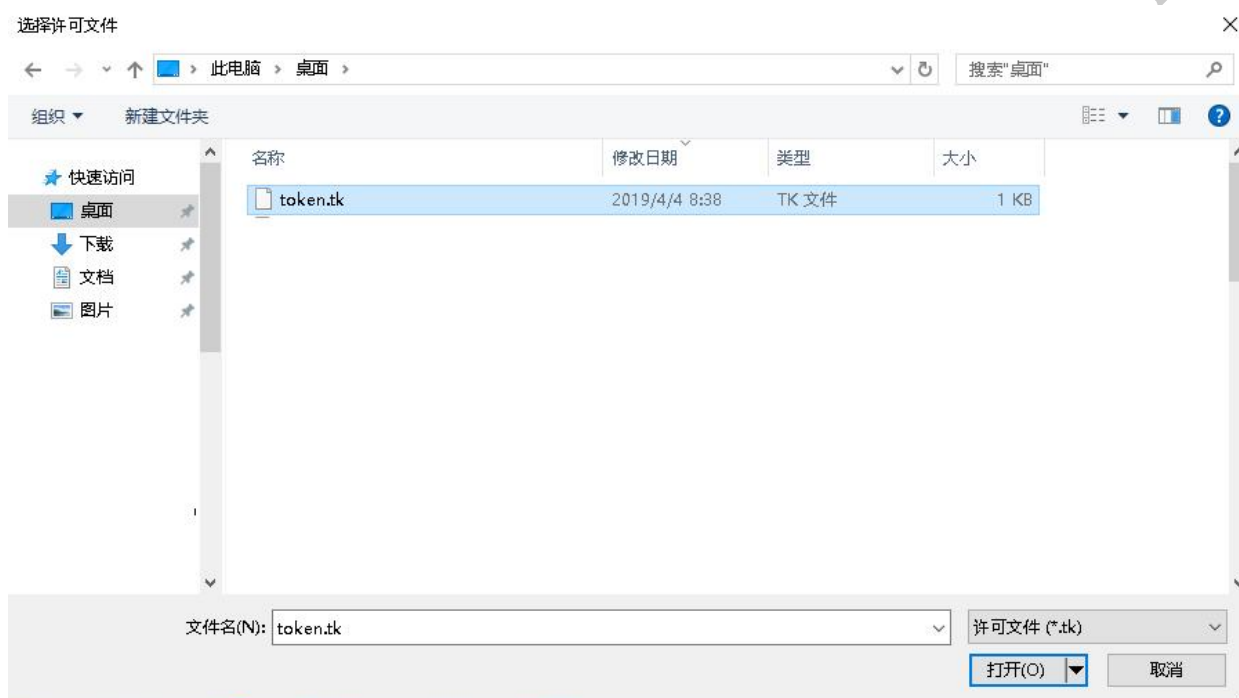 选择许可文件
此电脑 > 桌面 >
搜索"桌面"
组织
新建文件夹
名称 修改日期 类型 大小
快速访问
token.tk 2019/4/4 8:38 TK 文件 1 KB
桌面
下载
文档
图片
文件名(N): token.tk 许可文件 (*.tk)
打开(O) 取消